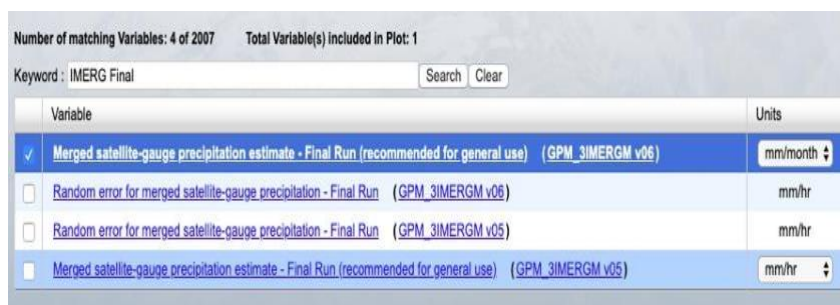 Number of matching Variables: 4 of 2007 Total Variable(s) included in Plot: 1
Keyword : IMERG Final Search Clear
Variable Units
Merged satellite-gauge precipitation estimate - Final Run (recommended for general use) (GPM_3IMERGM v06) mm/month
Random error for merged satellite-gauge precipitation - Final Run (GPM_3IMERGM v06) mm/hr
Random error for merged satellite-gauge precipitation - Final Run (GPM_3IMERGM v05) mm/hr
Merged satellite-gauge precipitation estimate - Final Run (recommended for general use) (GPM_3IMERGM v05) mm/hr